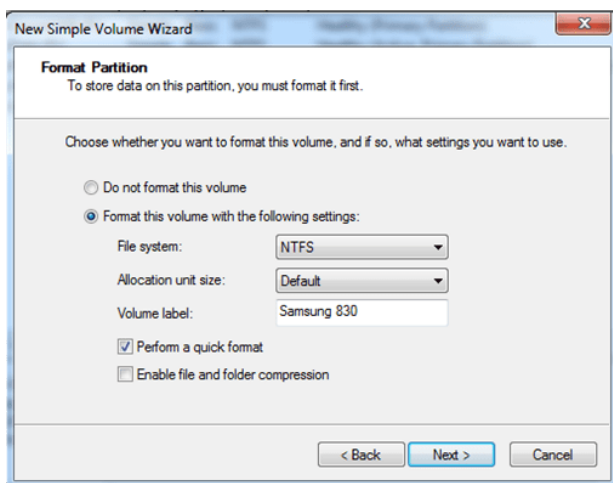 New Simple Volume Wizard
Format Partition
To store data on this partition, you must format it first.
Choose whether you want to format this volume, and if so, what settings you want to use.
Do not format this volume
Format this volume with the following settings:
File system: NTFS
Allocation unit size: Default
Volume label: Samsung 830
Perform a quick format
Enable file and folder compression
< Back Next > Cancel